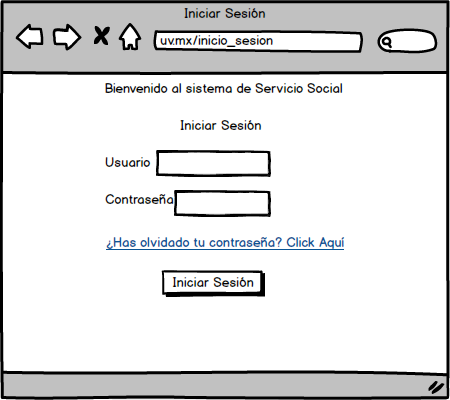 Iniciar Sesión
uv.mx/inicio_sesion
Bienvenido al sistema de Servicio Social
Iniciar Sesión
Usuario
Contraseña
¿Has olvidado tu contraseña? Click Aquí
Iniciar Sesión